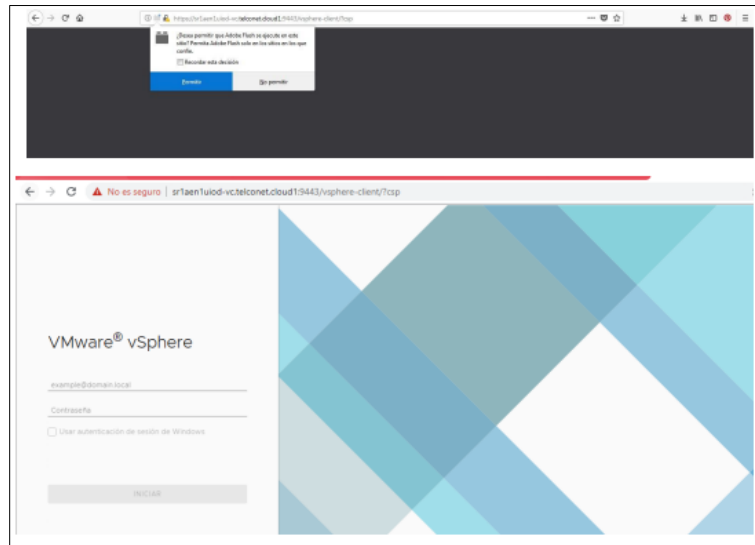 https://sr1aen1uiod-vc.telconet.cloud1:9443/vsphere-client/?csp
¿Desea permitir que Adobe Flash se ejecute en este
sitio? Permita Adobe Flash solo en los sitios en los que
confíe.
Recordar esta decisión
Permitir
No permitir
No es seguro | sr1aen1uiod-vc.telconet.cloud1:9443/vsphere-client/?csp
VMware® vSphere
example@domain.local
Contraseña
Usar autenticación de sesión de Windows
INICIAR